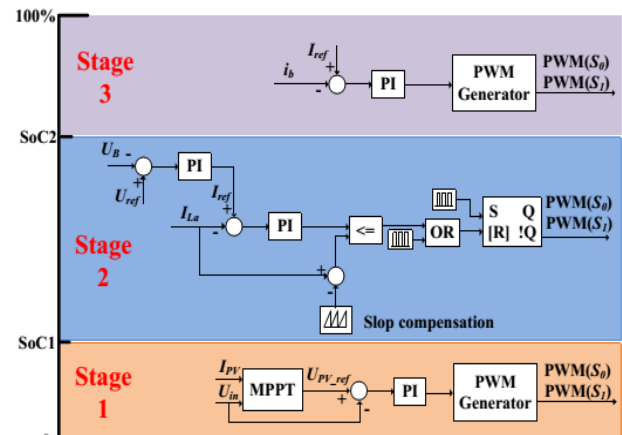 100%
Stage
3
I_ref
+
i_b
-
PI
PWM
Generator
PWM(S_0)
PWM(S_1)
SoC2
Stage
2
U_B -
+
U_ref
PI
I_ref
+
I_La
-
PI
<=
OR
S Q
[R] !Q
PWM(S_0)
PWM(S_1)
+
-
Slop compensation
SoC1
Stage
1
I_PV
U_in
MPPT
U_PV_ref
+
-
PI
PWM
Generator
PWM(S_0)
PWM(S_1)